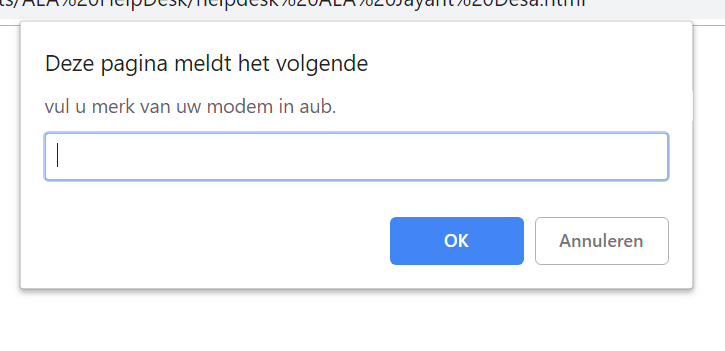 ts/ALA%20HelpDesk/helpdesk%20ALA%20Jayant%20Desa.html
Deze pagina meldt het volgende
vul u merk van uw modem in aub.
OK
Annuleren